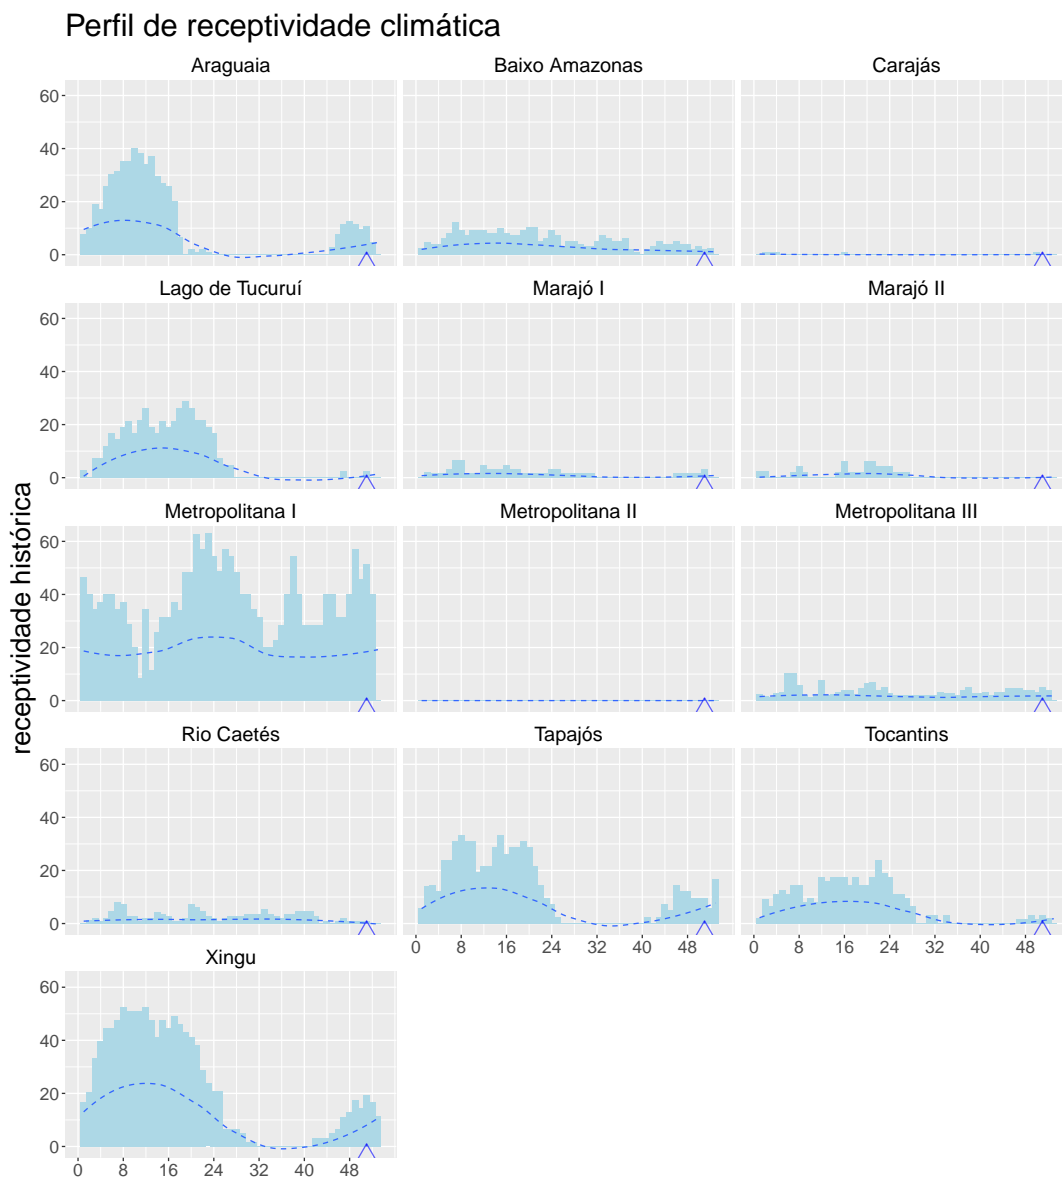 Perfil de receptividade climática
Araguaia
Baixo Amazonas
Carajás
60
40
20
0
Lago de Tucuruí
Marajó I
Marajó II
60
40
20
0
Metropolitana I
Metropolitana II
Metropolitana III
60
40
20
0
receptividade histórica
Rio Caetés
Tapajós
Tocantins
60
40
20
0
0 8 16 24 32 40 48
0 8 16 24 32 40 48
Xingu
60
40
20
0
0 8 16 24 32 40 48